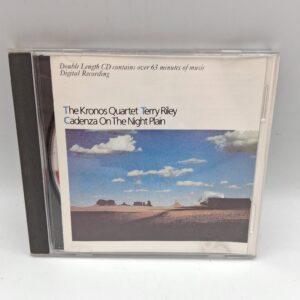 Double Length CD contains over 63 minutes of music
Digital Recording
The Kronos Quartet Terry Riley
Cadenza On The Night Plain